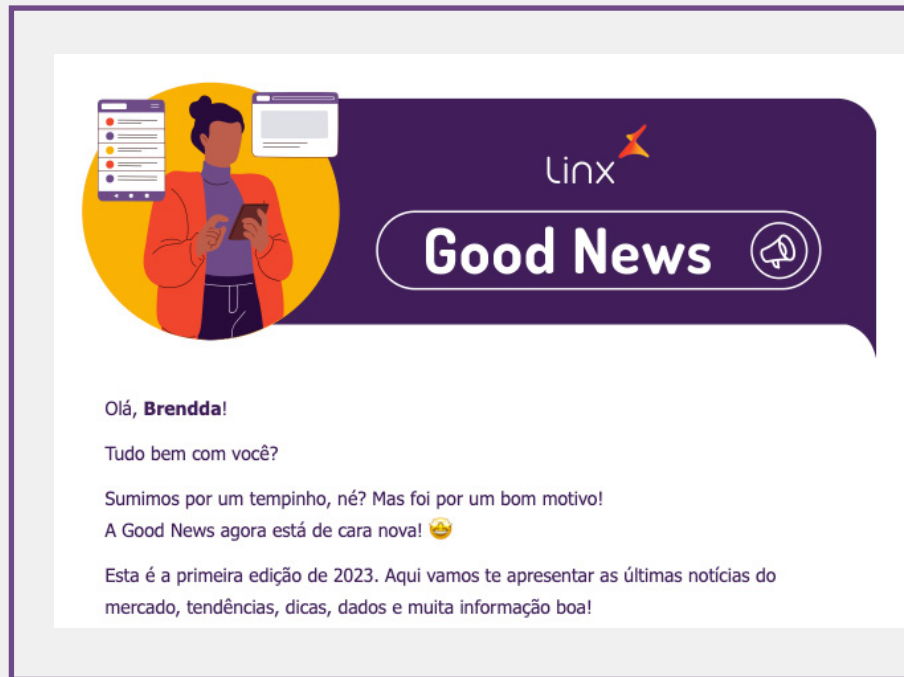 Linx
Good News
Olá, Brendda!
Tudo bem com você?
Sumimos por um tempinho, né? Mas foi por um bom motivo!
A Good News agora está de cara nova! 🤩
Esta é a primeira edição de 2023. Aqui vamos te apresentar as últimas notícias do
mercado, tendências, dicas, dados e muita informação boa!